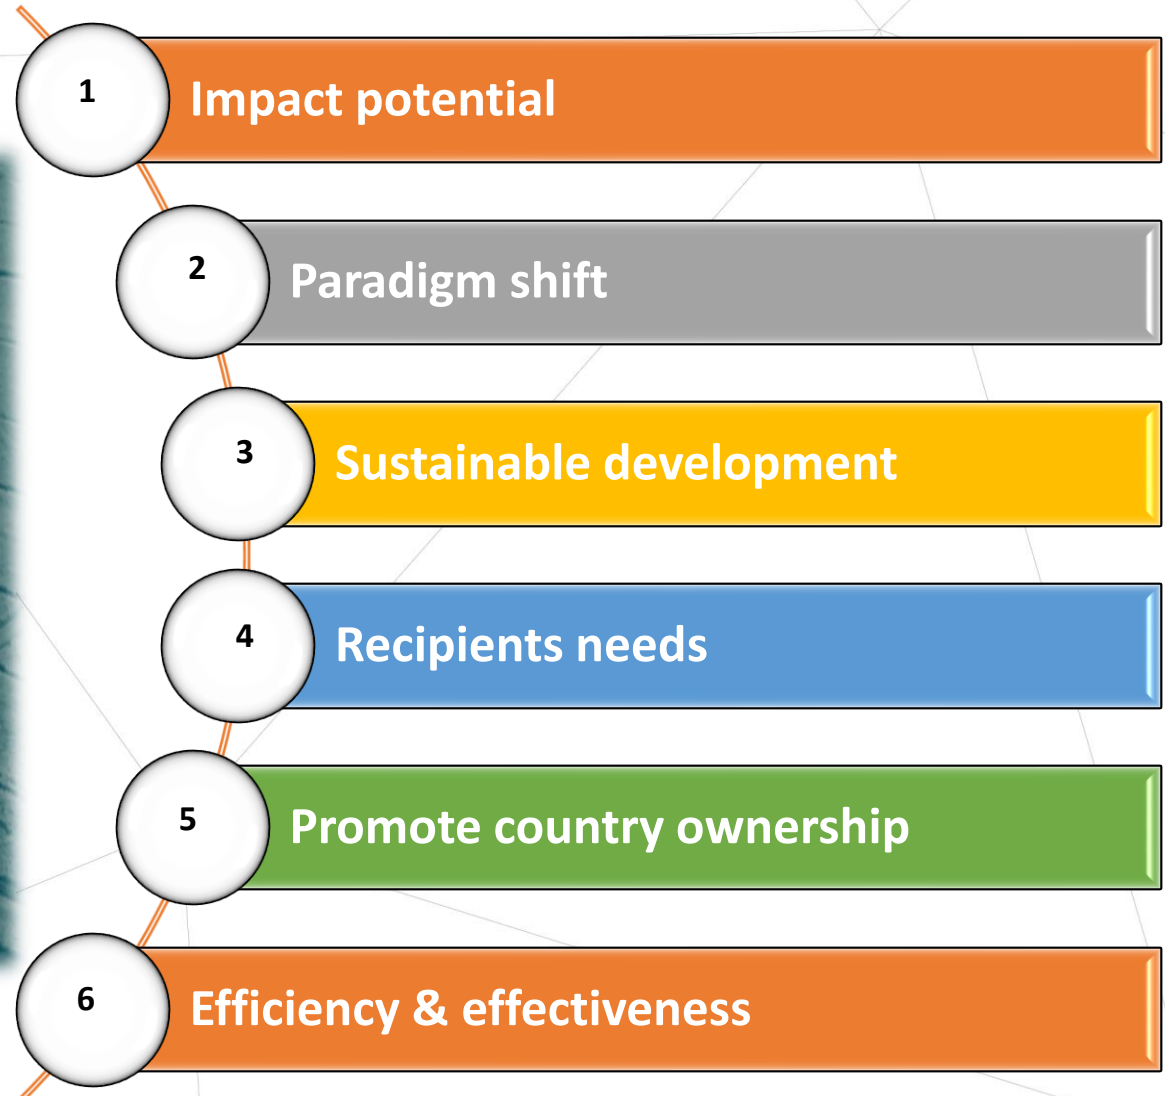 1
Impact potential
2
Paradigm shift
3
Sustainable development
4
Recipients needs
5
Promote country ownership
6
Efficiency & effectiveness